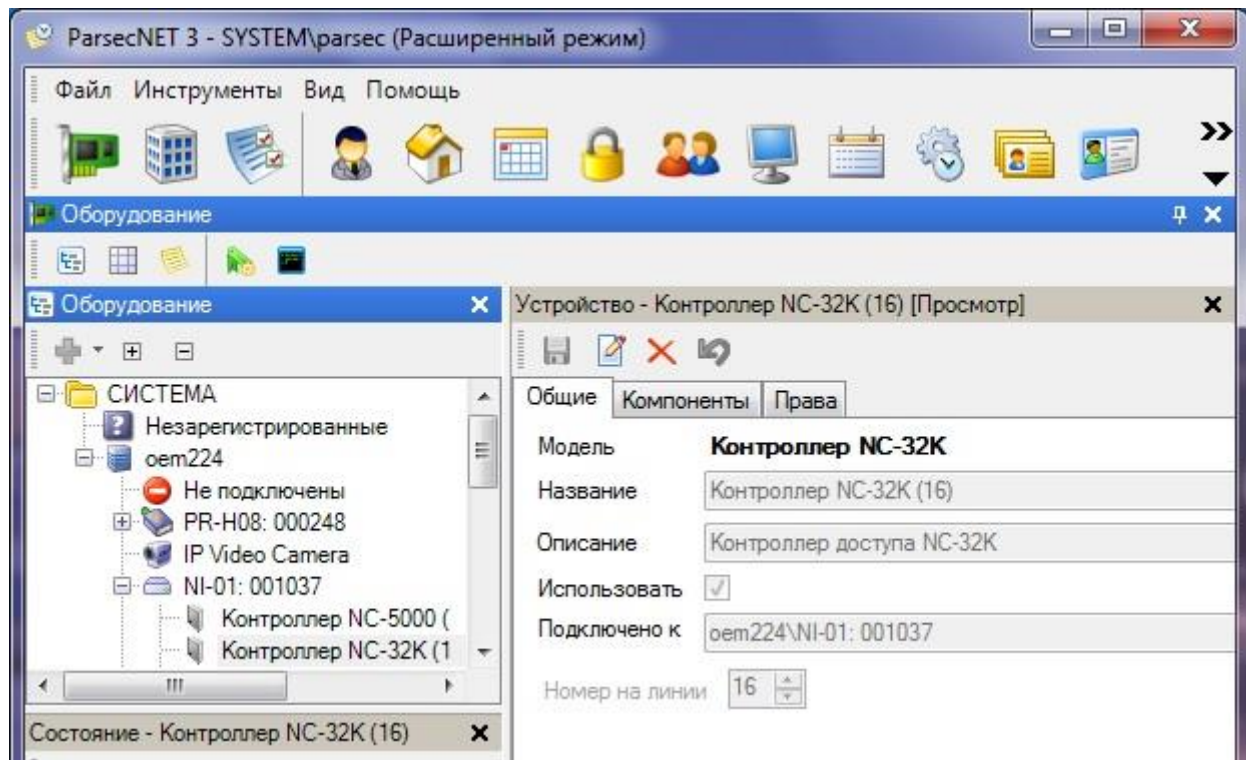 ParsecNET 3 - SYSTEM\parsec (Расширенный режим)
Файл Инструменты Вид Помощь
Оборудование
Оборудование
Устройство - Контроллер NC-32K (16) [Просмотр]
СИСТЕМА
Незарегистрированные
oem224
Не подключены
PR-H08: 000248
IP Video Camera
NI-01: 001037
Контроллер NC-5000 (
Контроллер NC-32K (1
Состояние - Контроллер NC-32K (16)
Общие Компоненты Права
Модель Контроллер NC-32K
Название Контроллер NC-32K (16)
Описание Контроллер доступа NC-32K
Использовать
Подключено к oem224\NI-01: 001037
Номер на линии 16